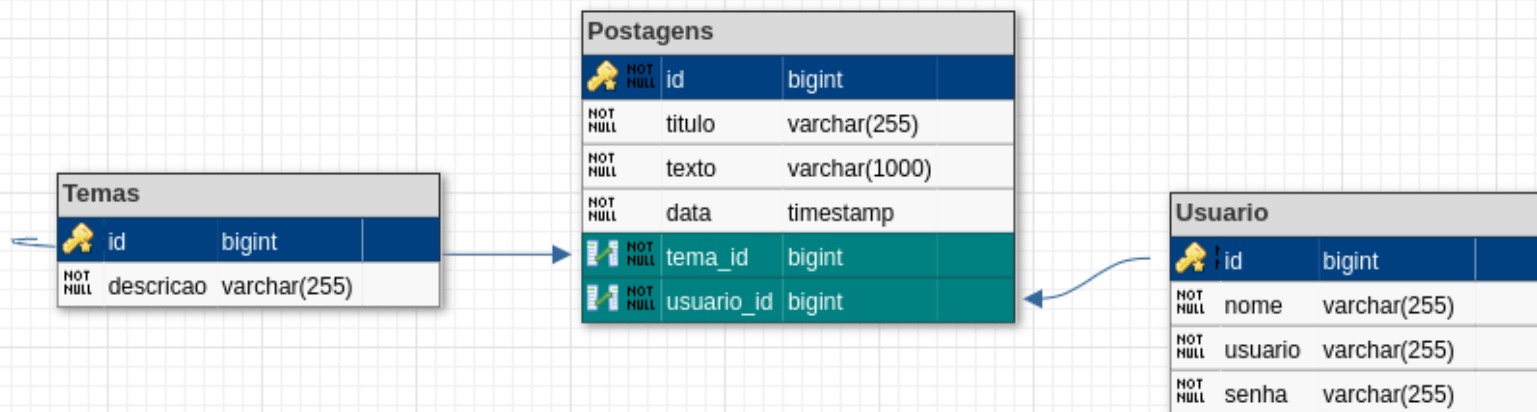 Postagens
NOT NULL id bigint
NOT NULL titulo varchar(255)
NOT NULL texto varchar(1000)
NOT NULL data timestamp
NOT NULL tema_id bigint
NOT NULL usuario_id bigint
Temas
id bigint
NOT NULL descricao varchar(255)
Usuario
id bigint
NOT NULL nome varchar(255)
NOT NULL usuario varchar(255)
NOT NULL senha varchar(255)